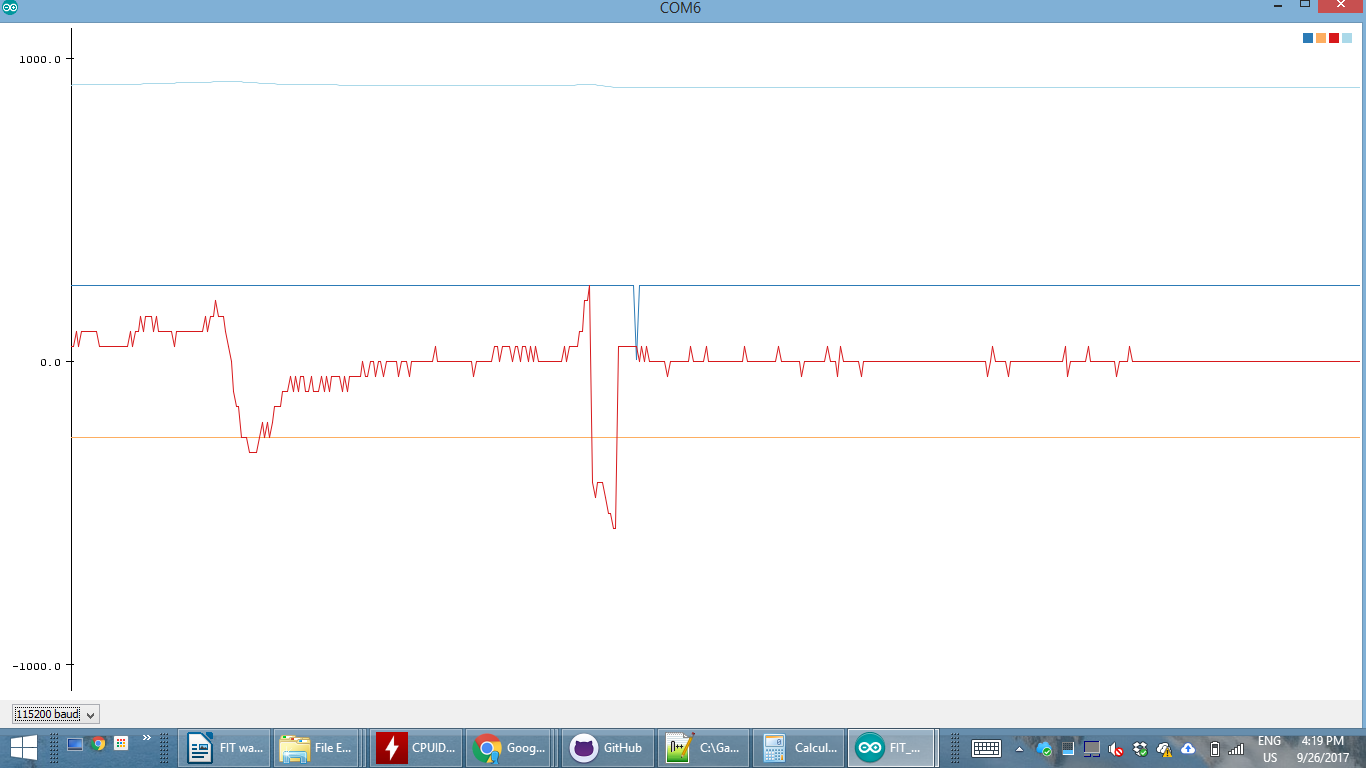 COM6
1000.0
0.0
-1000.0
115200 baud
FIT wa...
File E...
CPUID...
Goog...
GitHub
C:\Ga...
Calcul...
FIT_...
ENG
US
4:19 PM
9/26/2017